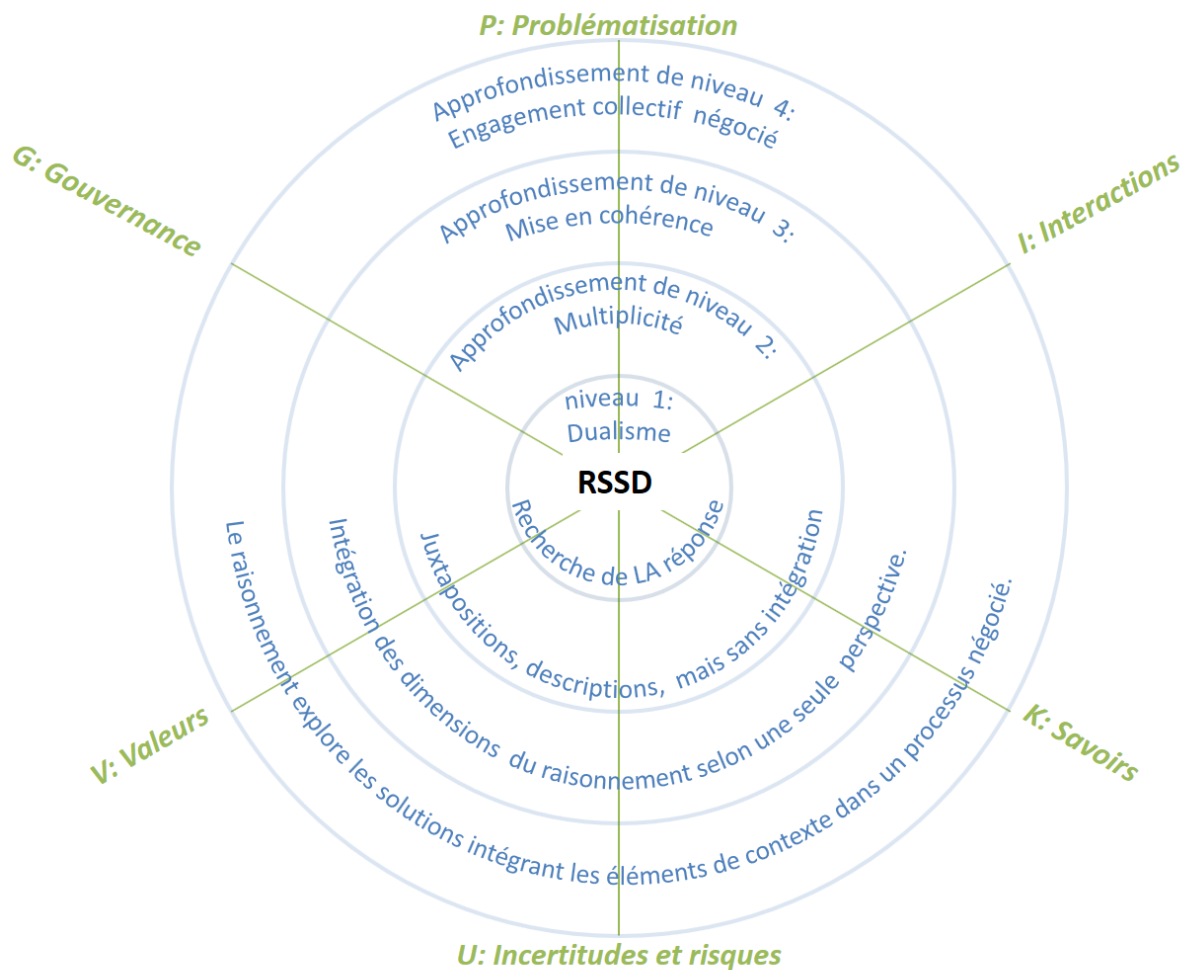 P: Problématisation
Approfondissement de niveau 4:
Engagement collectif négocié
G: Gouvernance
I: Interactions
Approfondissement de niveau 3:
Mise en cohérence
Approfondissement de niveau 2:
Multiplicité
niveau 1:
Dualisme
RSSD
Recherche de LA réponse
Juxtapositions, descriptions, mais sans intégration
Intégration des dimensions du raisonnement selon une seule perspective.
Le raisonnement explore les solutions intégrant les éléments de contexte dans un processus négocié.
V: Valeurs
K: Savoirs
U: Incertitudes et risques